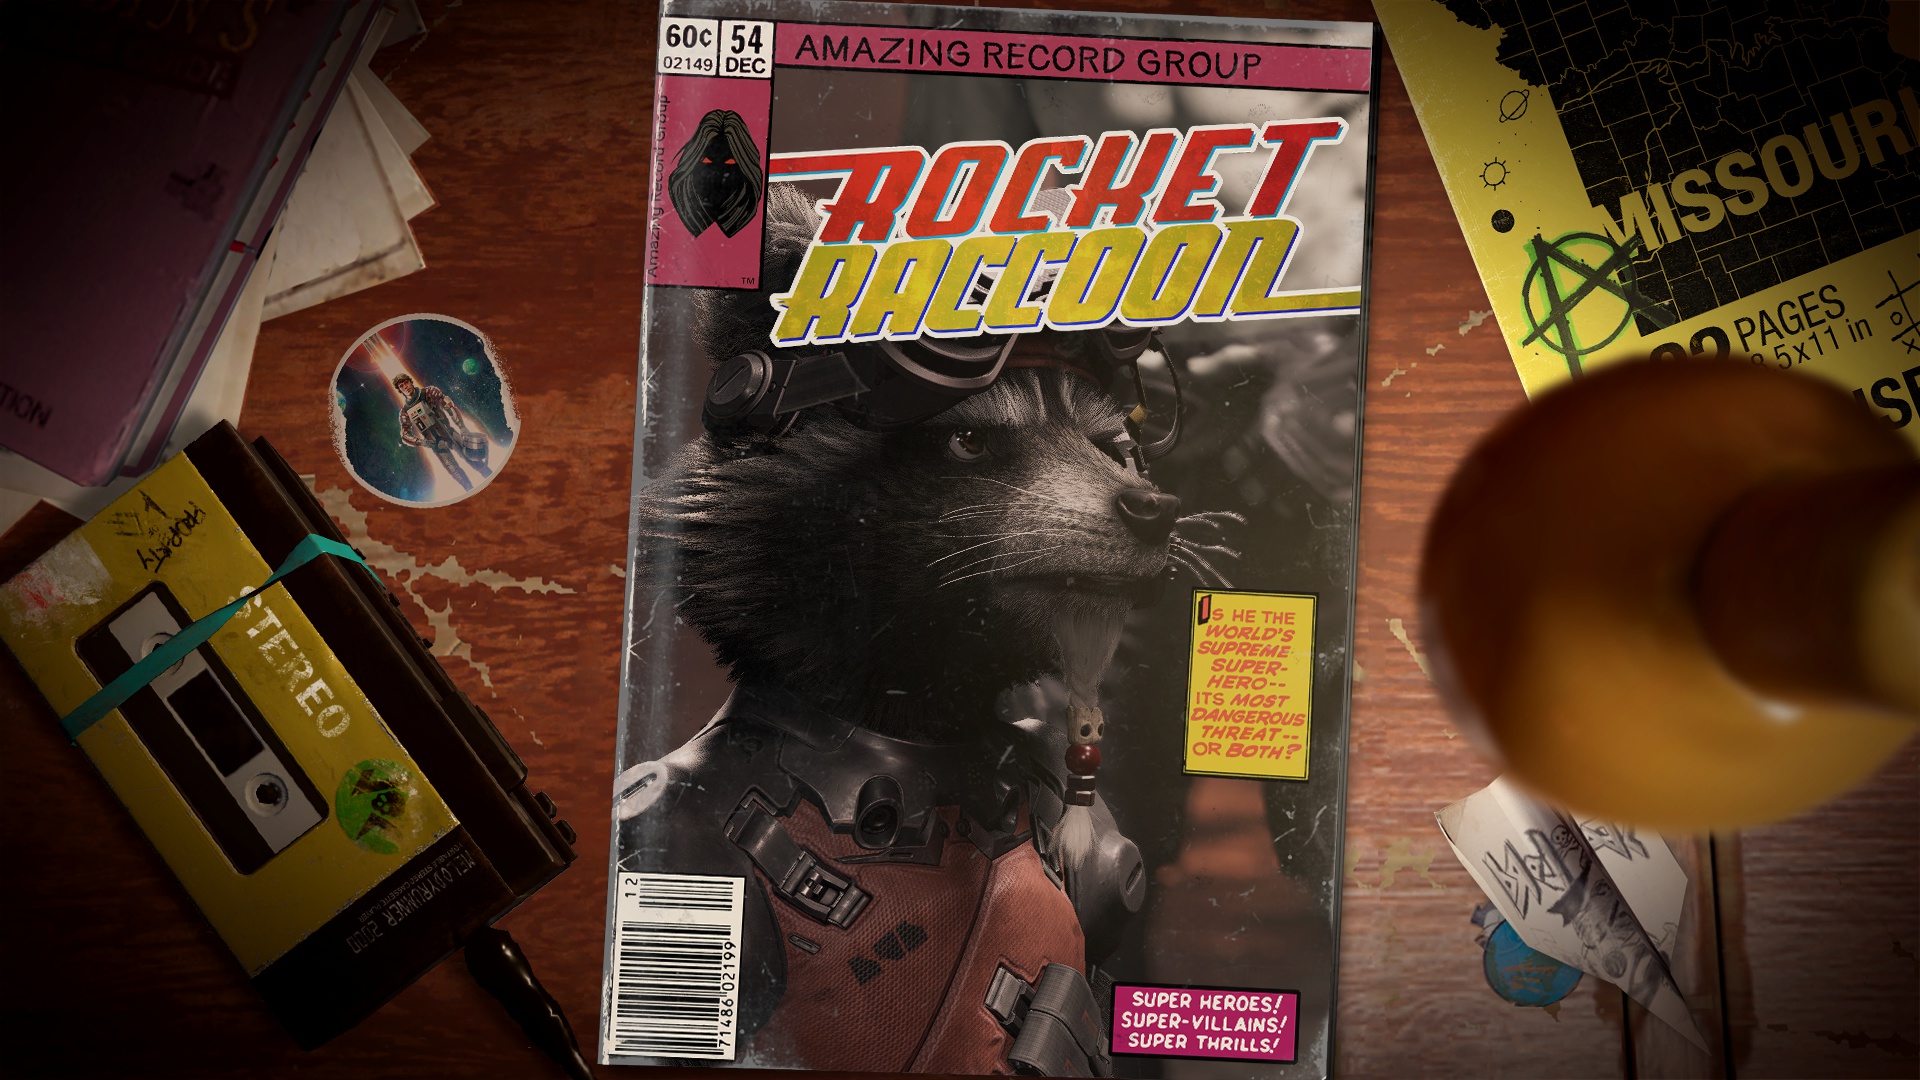 60¢
02149
54
DEC
AMAZING RECORD GROUP
Amazing Record Group
TM
ROCKET
RACCOON
IS HE THE
WORLD'S
SUPREME
SUPER-
HERO--
ITS MOST
DANGEROUS
THREAT--
OR BOTH?
12
71486 02199
SUPER HEROES!
SUPER-VILLAINS!
SUPER THRILLS!
STEREO
MELODYRUNNER 2000
MISSOURI
PAGES
8.5x11 in